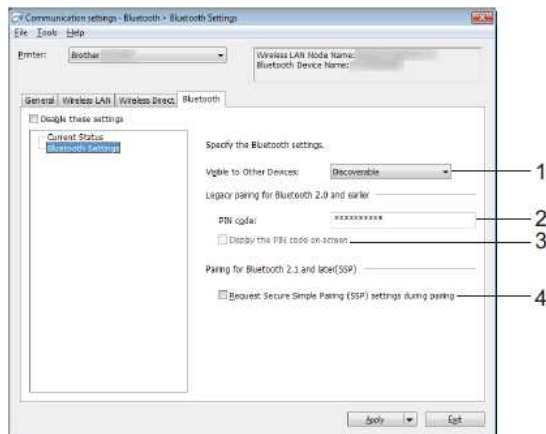 Communication settings - Bluetooth > Bluetooth Settings
File Tools Help
Printer: Brother
Wireless LAN Node Name:
Bluetooth Device Name:
General Wireless LAN Wireless Direct Bluetooth
Disable these settings
Current Status
Bluetooth Settings
Specify the Bluetooth settings.
Visible to Other Devices: Discoverable 1
Legacy pairing for Bluetooth 2.0 and earlier
PIN code: ********** 2
Display the PIN code on-screen 3
Pairing for Bluetooth 2.1 and later(SSP)
Request Secure Simple Pairing (SSP) settings during pairing 4
Apply Exit